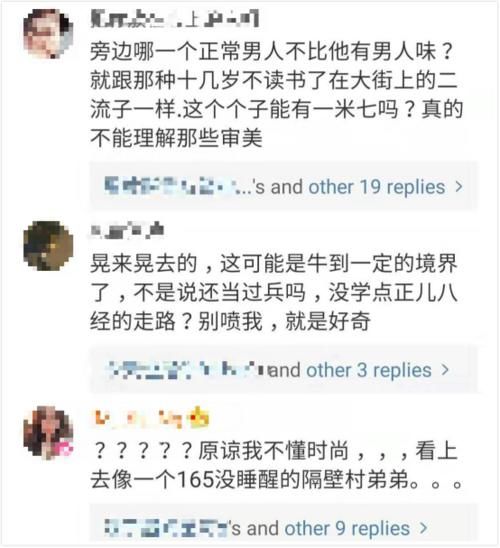 旁边哪一个正常男人不比他有男人味？
就跟那种十几岁不读书了在大街上的二
流子一样.这个个子能有一米七吗？真的
不能理解那些审美
...'s and other 19 replies >
晃来晃去的，这可能是牛到一定的境界
了，不是说还当过兵吗，没学点正儿八
经的走路？别喷我，就是好奇
and other 3 replies >
？？？？？原谅我不懂时尚，，，看上
去像一个165没睡醒的隔壁村弟弟。。。
's and other 9 replies >